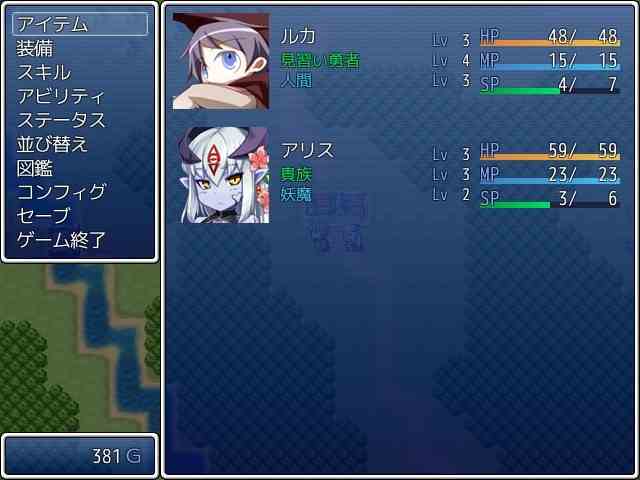 アイテム
装備
スキル
アビリティ
ステータス
並び替え
図鑑
コンフィグ
セーブ
ゲーム終了
381G
ルカ Lv 3 HP 48/ 48
見習い勇者 Lv 4 MP 15/ 15
人間 Lv 3 SP 4/ 7
アリス Lv 3 HP 59/ 59
貴族 Lv 3 MP 23/ 23
妖魔 Lv 2 SP 3/ 6